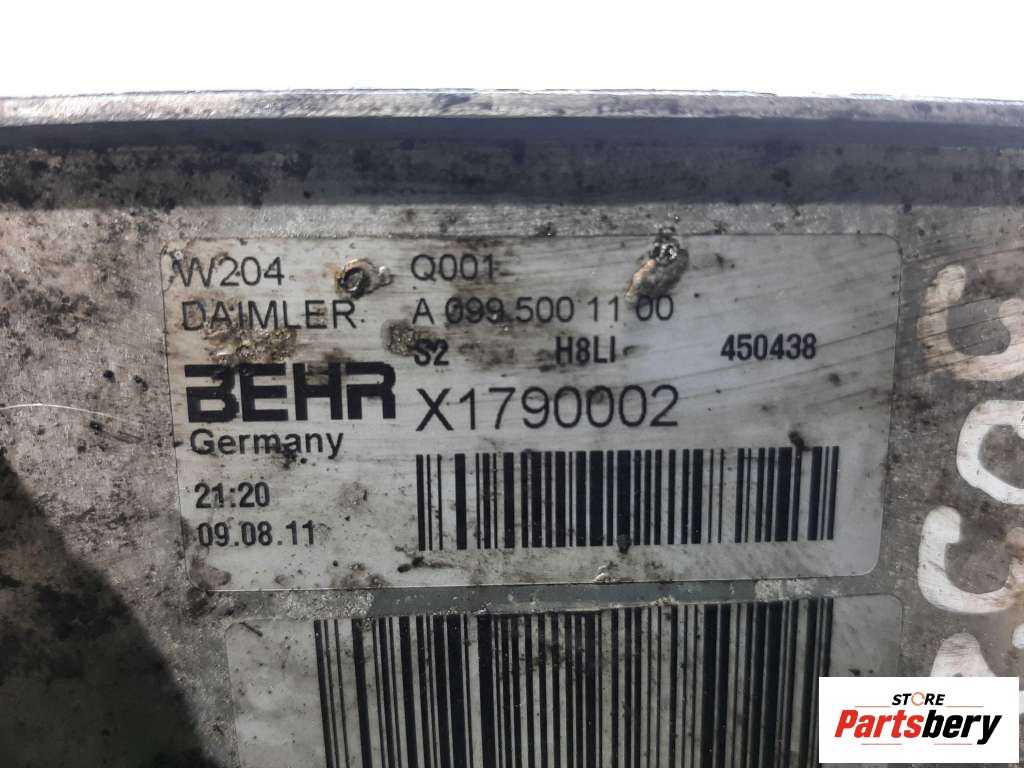 W204 Q001
DAIMLER A 099 500 11 00
S2 H8LI 450438
BEHR X1790002
Germany
21:20
09.08.11
STORE
Partsbery